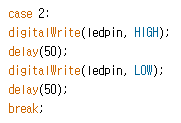 case 2:
digitalWrite(ledpin, HIGH);
delay(50);
digitalWrite(ledpin, LOW);
delay(50);
break;